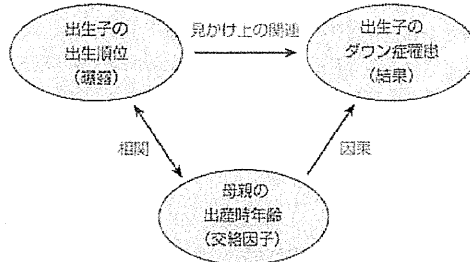 出生子の
出生順位
(曝露)
見かけ上の関連
出生子の
ダウン症罹患
(結果)
相関
因果
母親の
出産時年齢
(交絡因子)